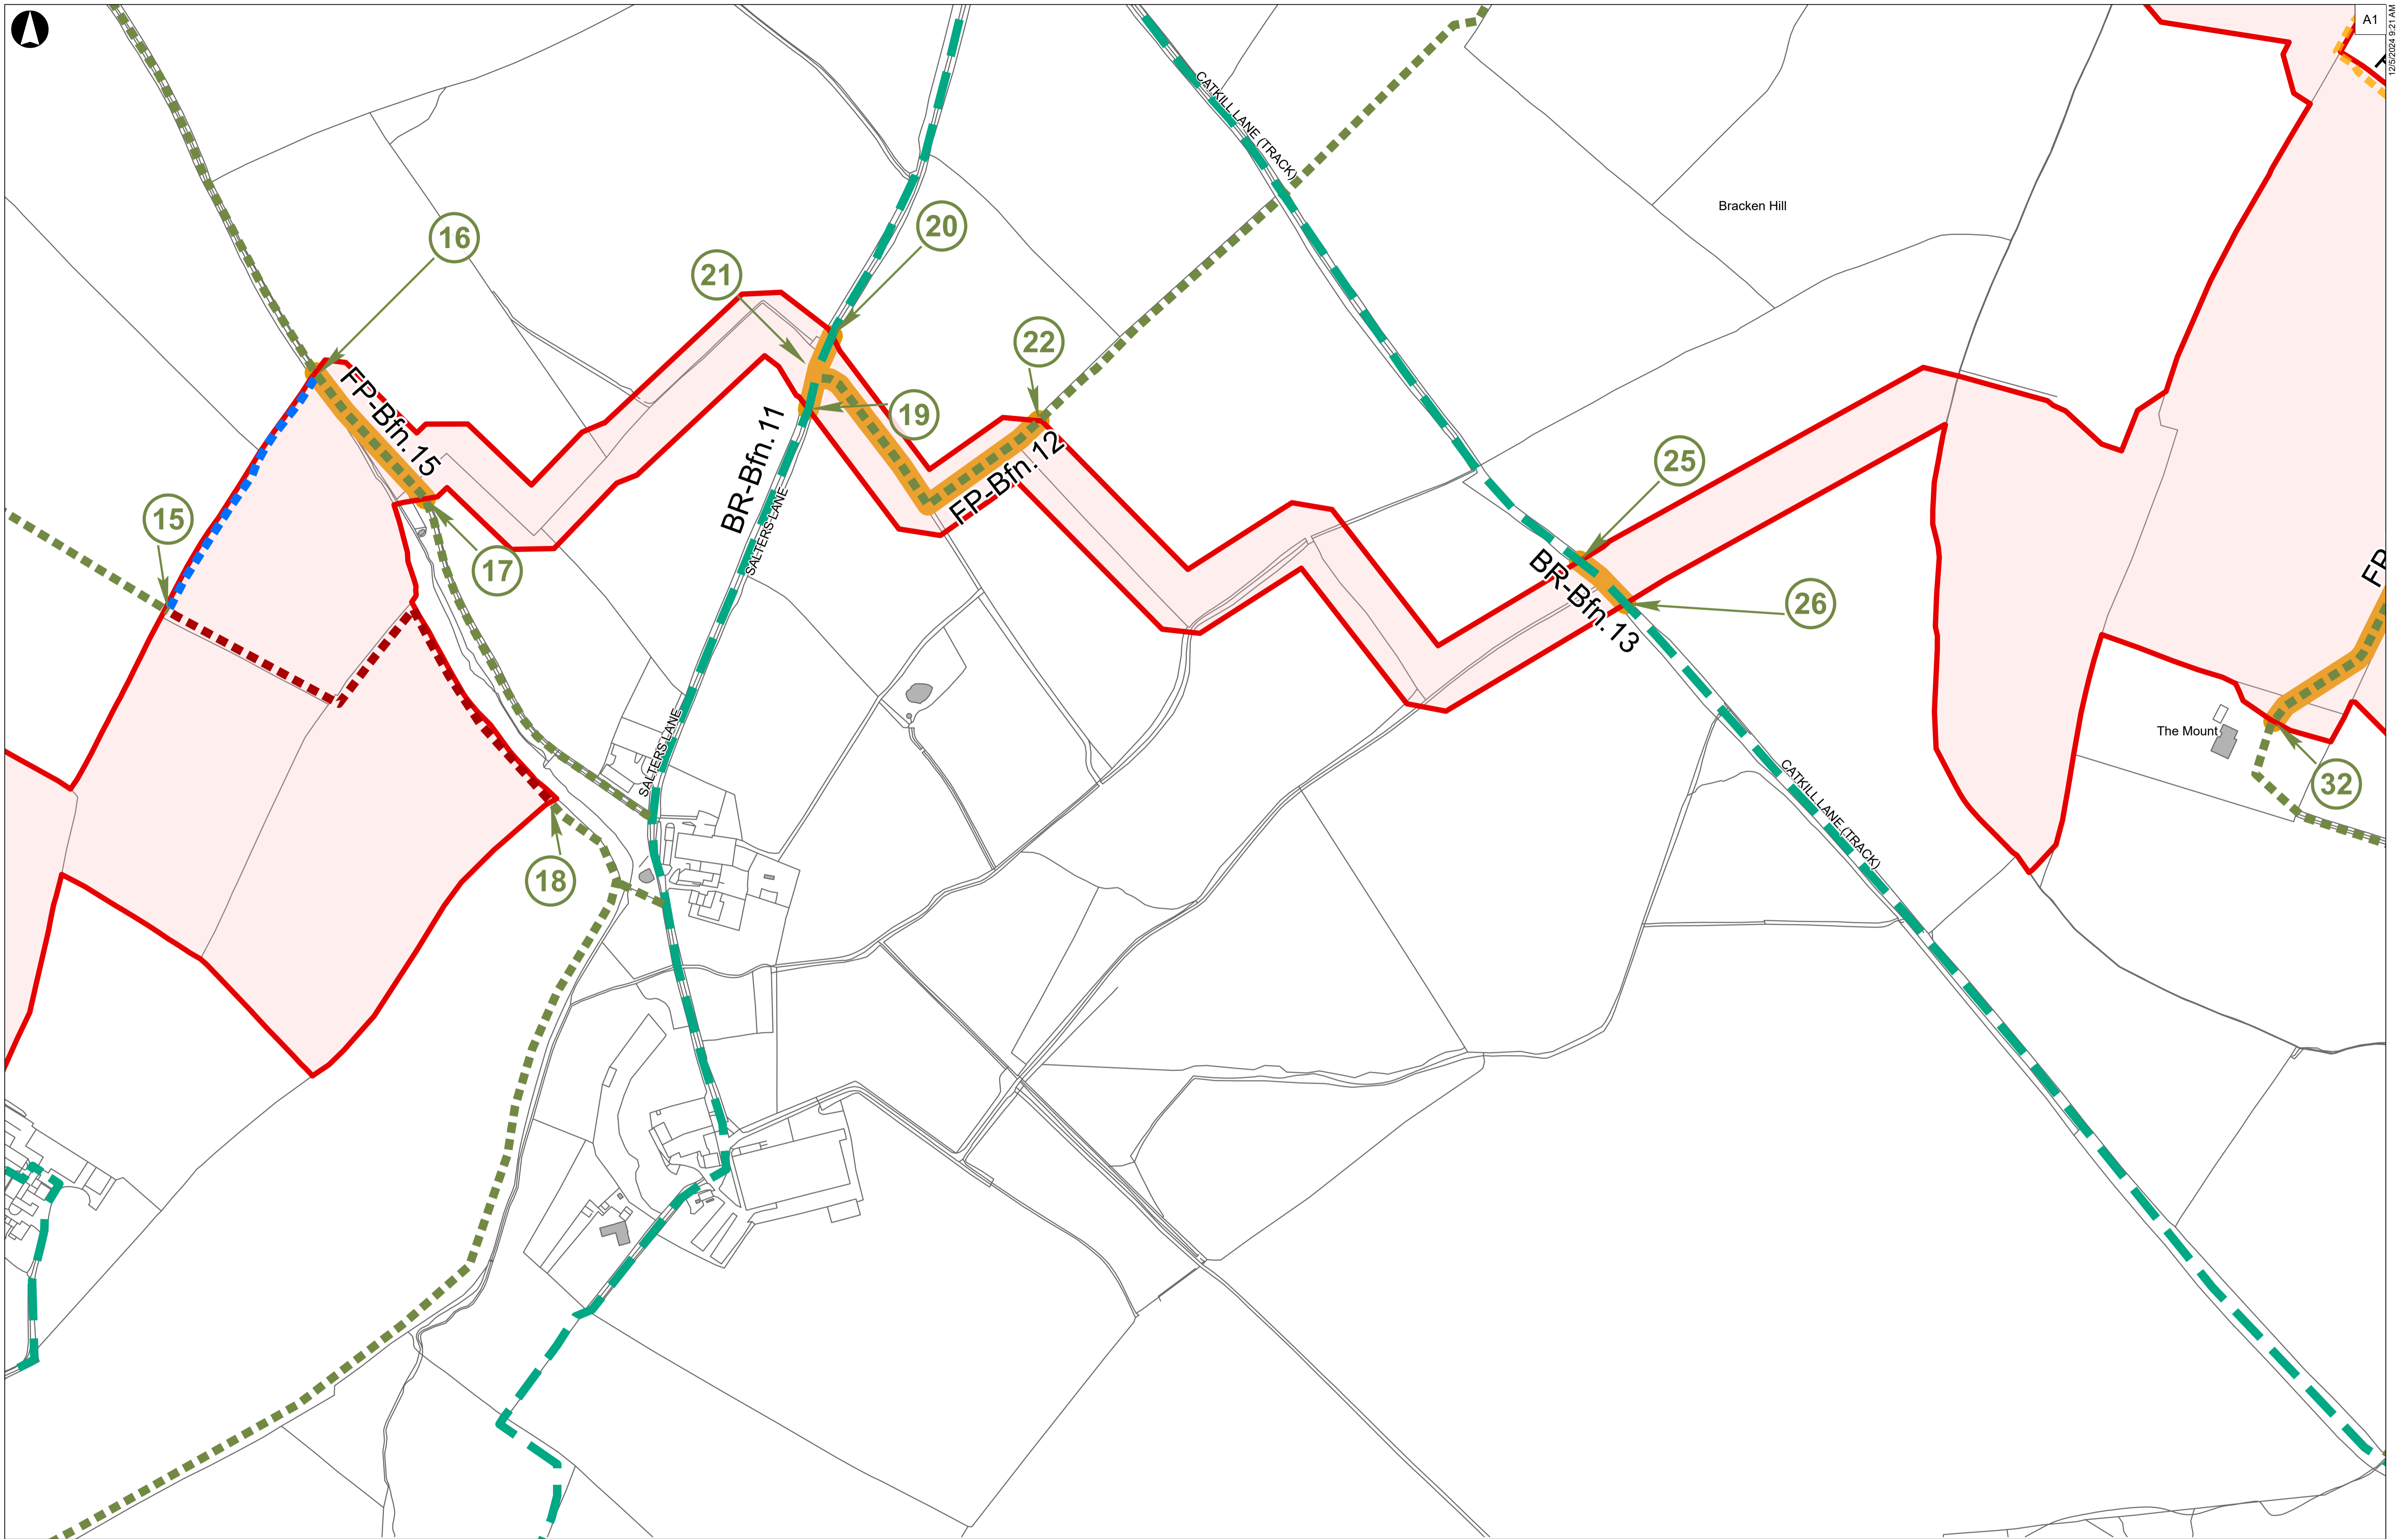 A1
12/5/2024 9:21 AM
CATKILL LANE (TRACK)
Bracken Hill
16
20
21
22
FP-Bfn.15
19
BR-Bfn.11
FP-Bfn.12
25
15
SALTERS LANE
17
BR-Bfn.13
26
FP
SALTERS LANE
The Mount
32
CATKILL LANE (TRACK)
18